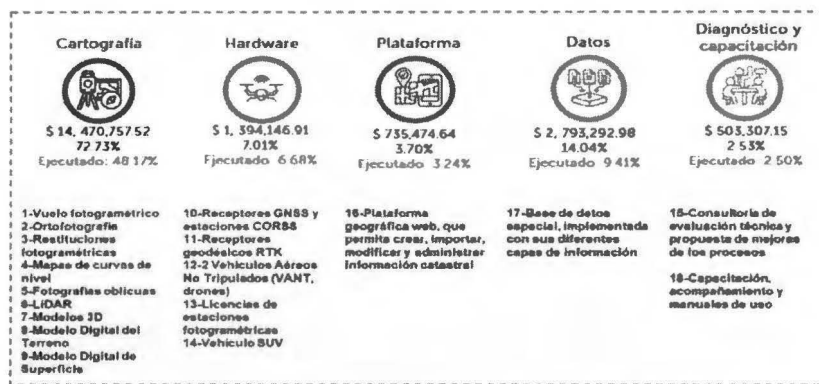 Cartografía
$ 14, 470,757 52
72 73%
Ejecutado: 48 17%
1-Vuelo fotogramétrico
2-Ortofotografía
3-Restituciones
fotogramétricas
4-Mapas de curvas de
nivel
5-Fotografías oblicuas
6-LiDAR
7-Modelos 3D
8-Modelo Digital del
Terreno
9-Modelo Digital de
Superficie
Hardware
$ 1, 394,146.91
7.01%
Ejecutado 6 68%
10-Receptores GNSS y
estaciones CORSS
11-Receptores
geodésicos RTK
12-2 Vehículos Aéreos
No Tripulados (VANT,
drones)
13-Licencias de
estaciones
fotogramétricas
14-Vehículo SUV
Plataforma
$ 735,474.64
3.70%
Ejecutado 3 24%
16-Plataforma
geográfica web, que
permita crear, importar,
modificar y administrar
información catastral
Datos
$ 2, 793,292.98
14.04%
Ejecutado 9 41%
17-Base de datos
espacial, implementada
con sus diferentes
capas de información
Diagnóstico y
capacitación
$ 503,307.15
2 53%
Ejecutado 2 50%
15-Consultoría de
evaluación técnica y
propuesta de mejoras
de los procesos
18-Capacitación,
acompañamiento y
manuales de uso